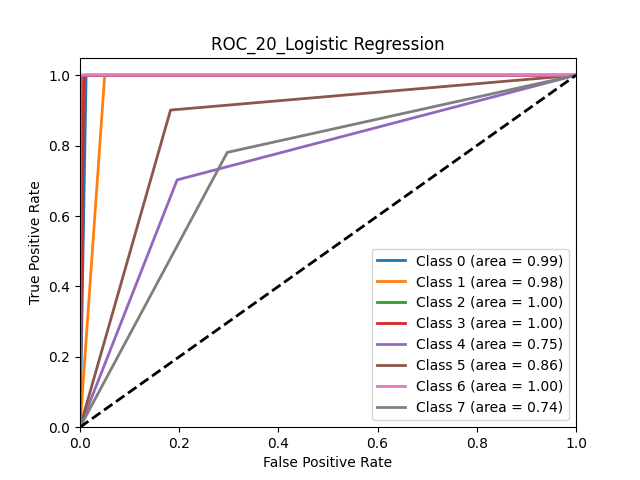 ROC_20_Logistic Regression
1.0
0.8
0.6
0.4
0.2
0.0
True Positive Rate
Class 0 (area = 0.99)
Class 1 (area = 0.98)
Class 2 (area = 1.00)
Class 3 (area = 1.00)
Class 4 (area = 0.75)
Class 5 (area = 0.86)
Class 6 (area = 1.00)
Class 7 (area = 0.74)
0.0 0.2 0.4 0.6 0.8 1.0
False Positive Rate